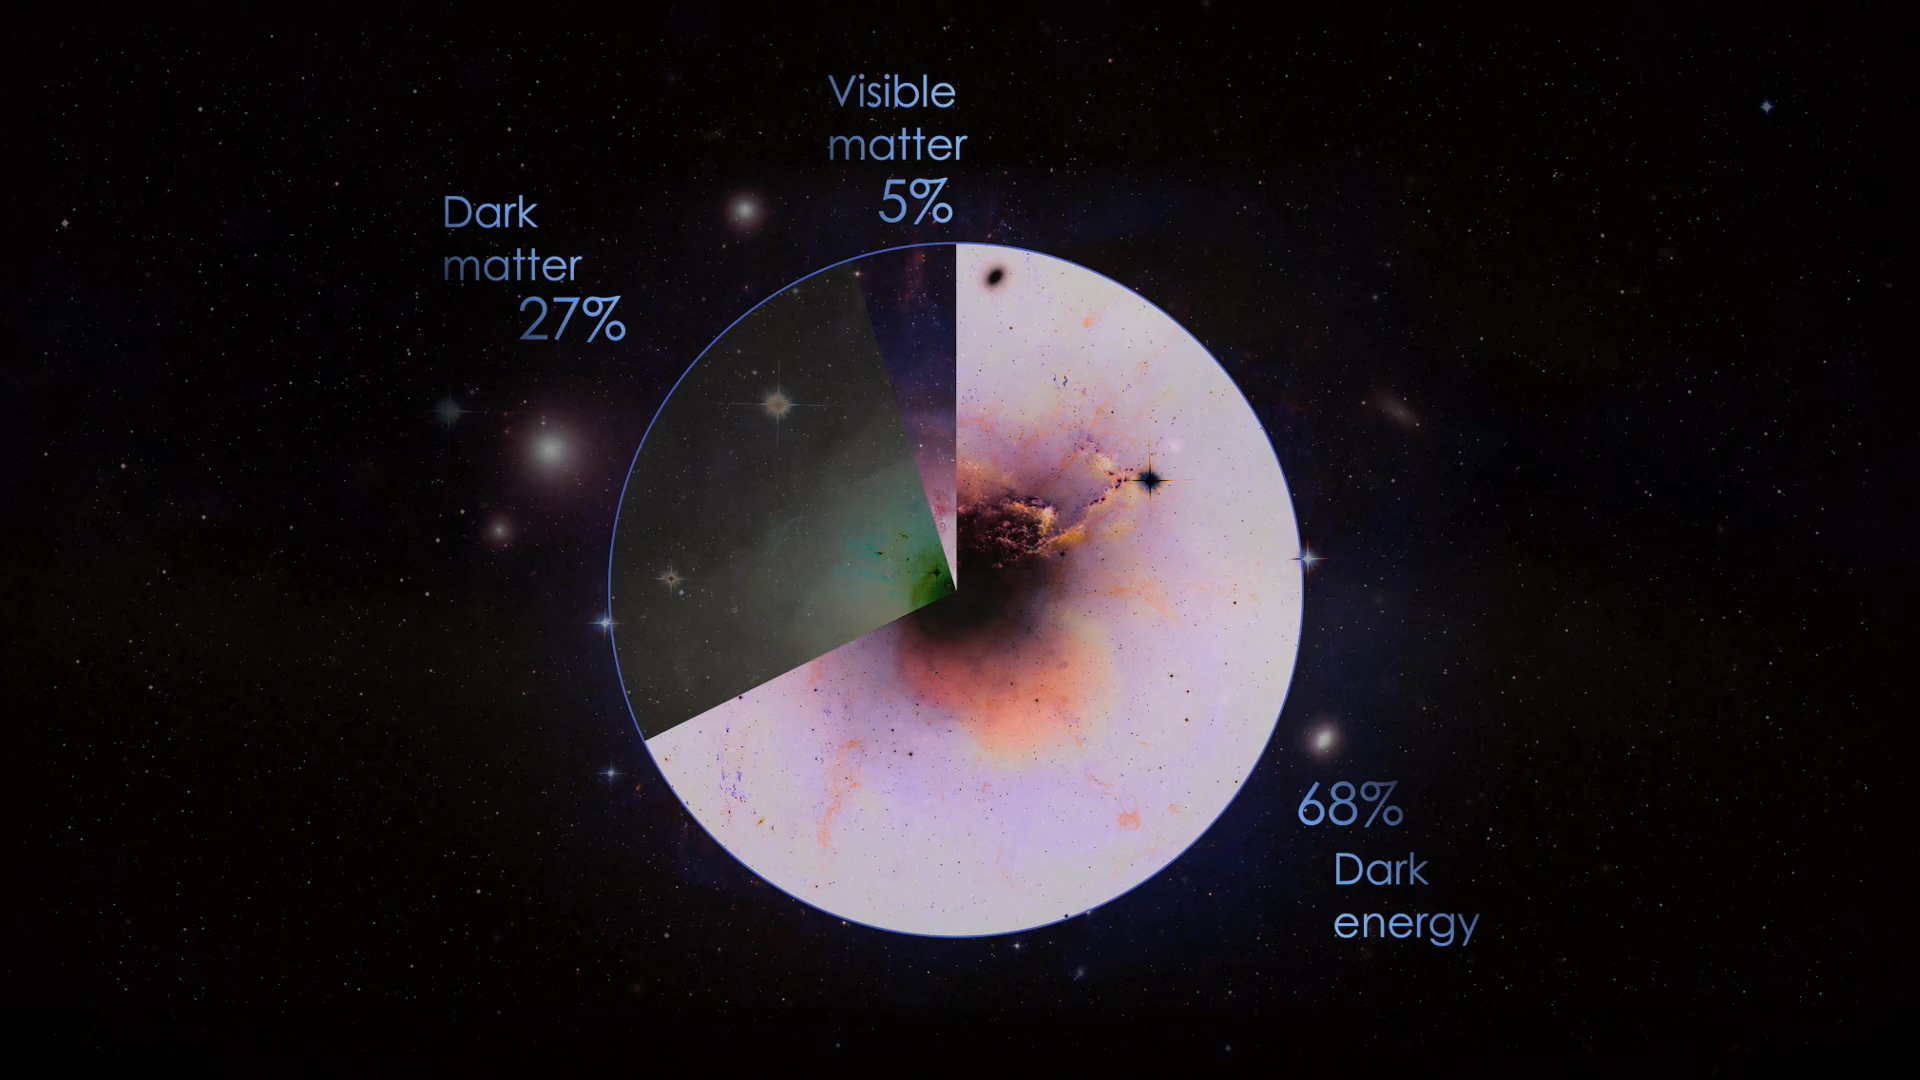 Visible
matter
5%
Dark
matter
27%
68%
Dark
energy